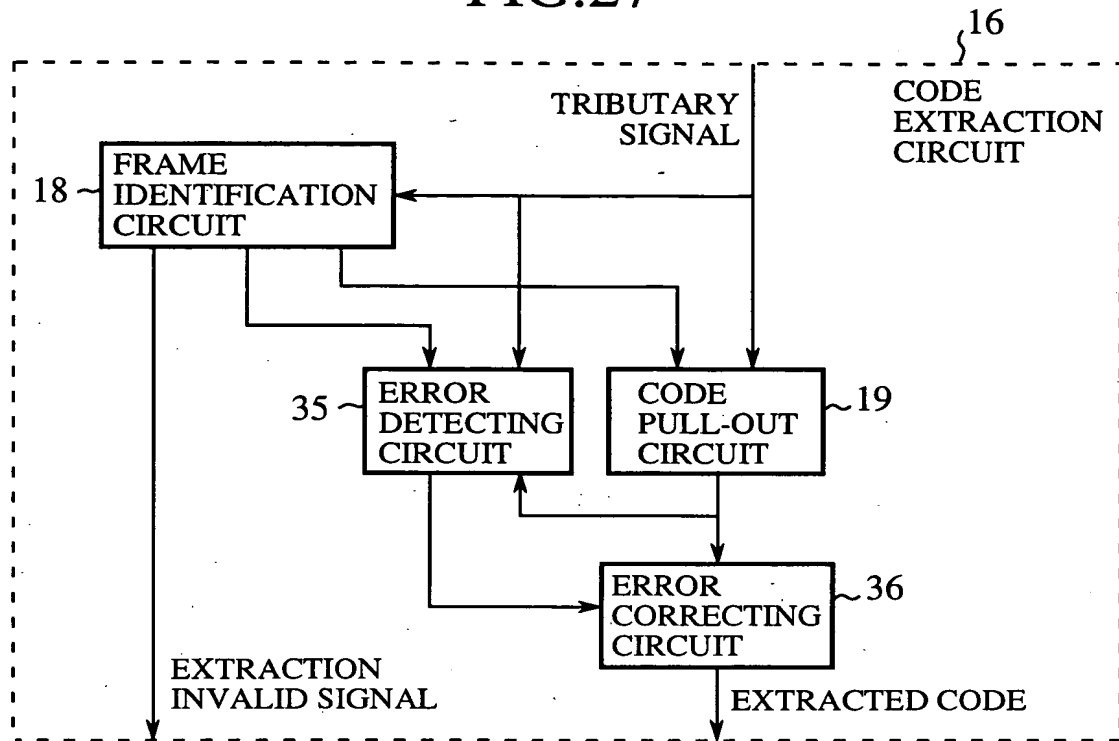 FIG.27
16
CODE
EXTRACTION
CIRCUIT
TRIBUTARY
SIGNAL
18
FRAME
IDENTIFICATION
CIRCUIT
35
ERROR
DETECTING
CIRCUIT
CODE
PULL-OUT
CIRCUIT
19
ERROR
CORRECTING
CIRCUIT
36
EXTRACTION
INVALID SIGNAL
EXTRACTED CODE